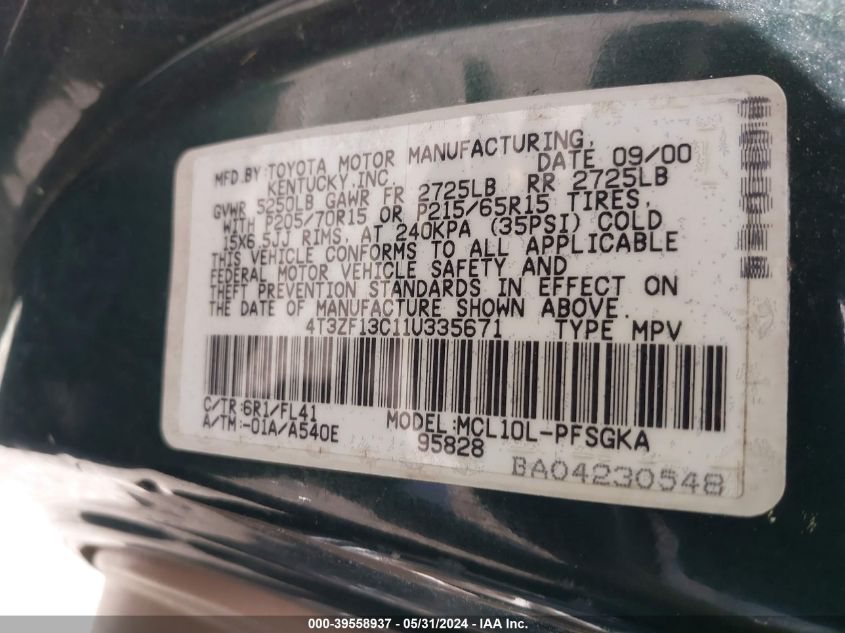 MFD.BY:TOYOTA MOTOR MANUFACTURING,
KENTUCKY,INC. DATE 09/00
GVWR 5250LB GAWR FR 2725LB RR 2725LB
WITH P205/70R15 OR P215/65R15 TIRES,
15X6.5JJ RIMS, AT 240KPA (35PSI) COLD
THIS VEHICLE CONFORMS TO ALL APPLICABLE
FEDERAL MOTOR VEHICLE SAFETY AND
THEFT PREVENTION STANDARDS IN EFFECT ON
THE DATE OF MANUFACTURE SHOWN ABOVE.
4T3ZF13C11U335671 TYPE MPV
C/TR:6R1/FL41 MODEL:MCL10L-PFSGKA
A/TM:-01A/A540E 95828
BA04230548
000-39558937 - 05/31/2024 - IAA Inc.